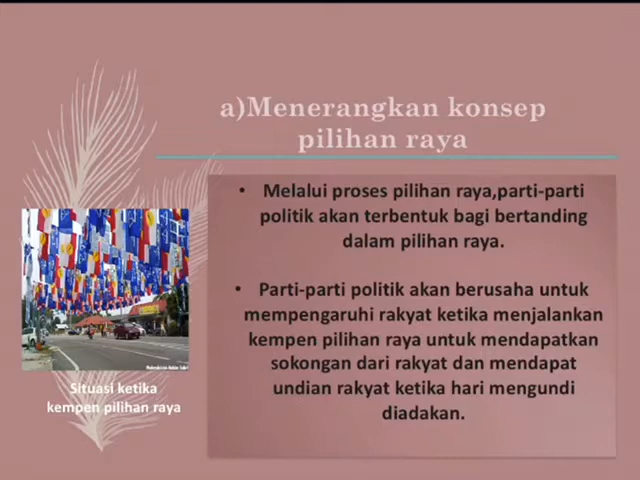 a)Menerangkan konsep
pilihan raya
• Melalui proses pilihan raya,parti-parti
politik akan terbentuk bagi bertanding
dalam pilihan raya.
• Parti-parti politik akan berusaha untuk
mempengaruhi rakyat ketika menjalankan
kempen pilihan raya untuk mendapatkan
sokongan dari rakyat dan mendapat
undian rakyat ketika hari mengundi
diadakan.
Situasi ketika
kempen pilihan raya